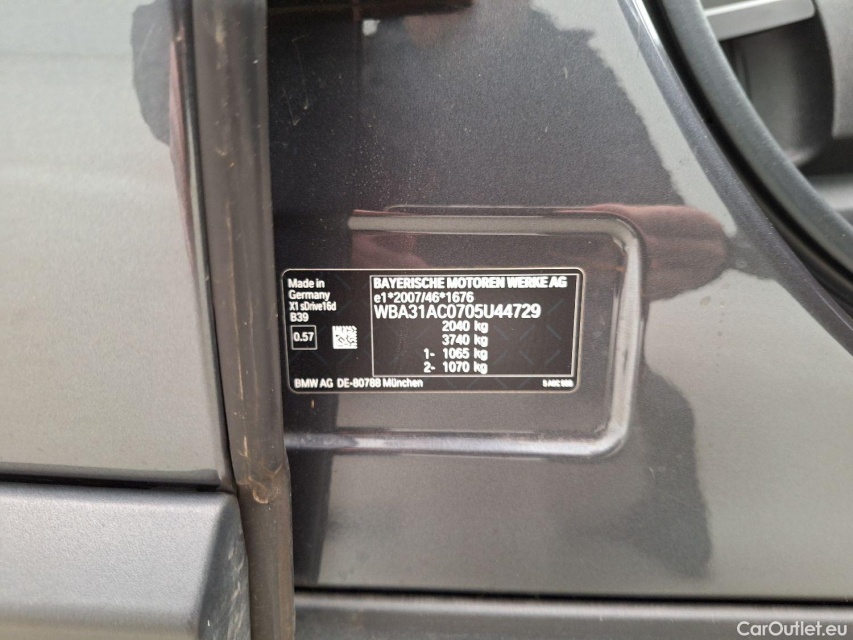 Made in
Germany
X1 sDrive16d
B39
0.57
BAYERISCHE MOTOREN WERKE AG
e1*2007/46*1676
WBA31AC0705U44729
2040 kg
3740 kg
1- 1065 kg
2- 1070 kg
BMW AG DE-80788 München
CarOutlet.eu